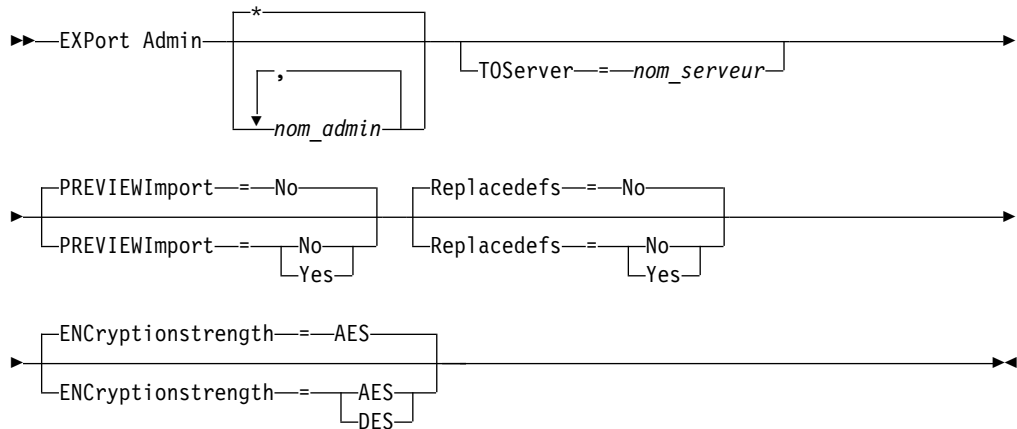 *
EXPort Admin
TOServer = nom_serveur
,
nom_admin
PREVIEWImport = No
Replacedefs = No
PREVIEWImport = No
Yes
Replacedefs = No
Yes
ENCryptionstrength = AES
ENCryptionstrength = AES
DES